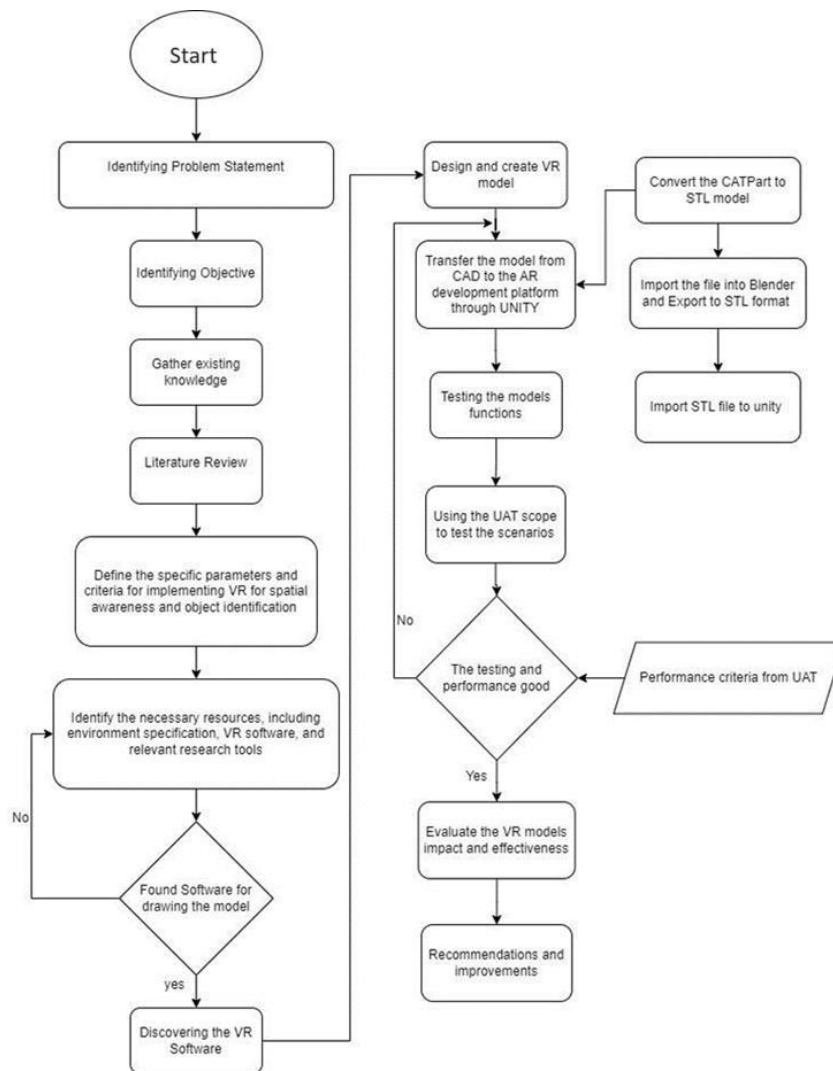 Start
Identifying Problem Statement
Identifying Objective
Gather existing
knowledge
Literature Review
Define the specific parameters and
criteria for implementing VR for spatial
awareness and object identification
Identify the necessary resources, including
environment specification, VR software, and
relevant research tools
No
Found Software for
drawing the model
yes
Discovering the VR
Software
Design and create VR
model
Transfer the model from
CAD to the AR
development platform
through UNITY
Testing the models
functions
Using the UAT scope
to test the scenarios
No
The testing and
performance good
Yes
Evaluate the VR models
impact and effectiveness
Recommendations and
improvements
Convert the CATPart to
STL model
Import the file into Blender
and Export to STL format
Import STL file to unity
Performance criteria from UAT